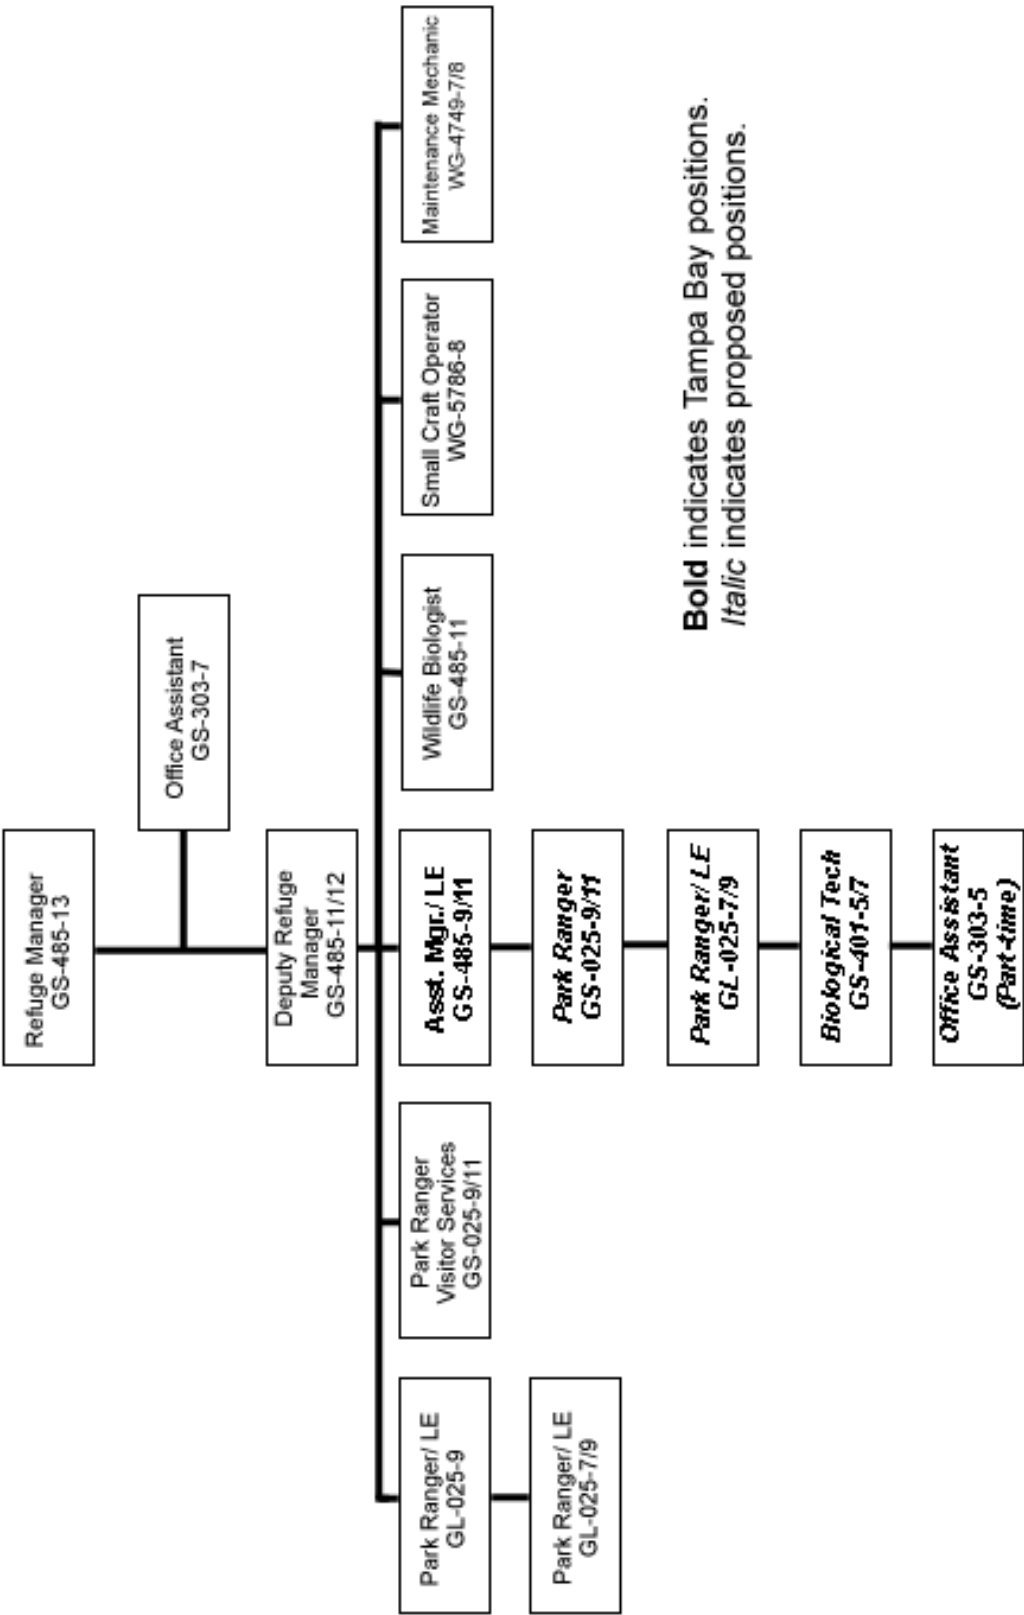 Refuge Manager
GS-485-13
Office Assistant
GS-303-7
Deputy Refuge
Manager
GS-485-11/12
Park Ranger/ LE
GL-025-9
Park Ranger
Visitor Services
GS-025-9/11
Asst. Mgr./ LE
GS-485-9/11
Wildlife Biologist
GS-485-11
Small Craft Operator
WG-5786-8
Maintenance Mechanic
WG-4749-7/8
Park Ranger/ LE
GL-025-7/9
Park Ranger
GS-025-9/11
Park Ranger/ LE
GL-025-7/9
Biological Tech
GS-401-5/7
Office Assistant
GS-303-5
(Part-time)
Bold indicates Tampa Bay positions.
Italic indicates proposed positions.